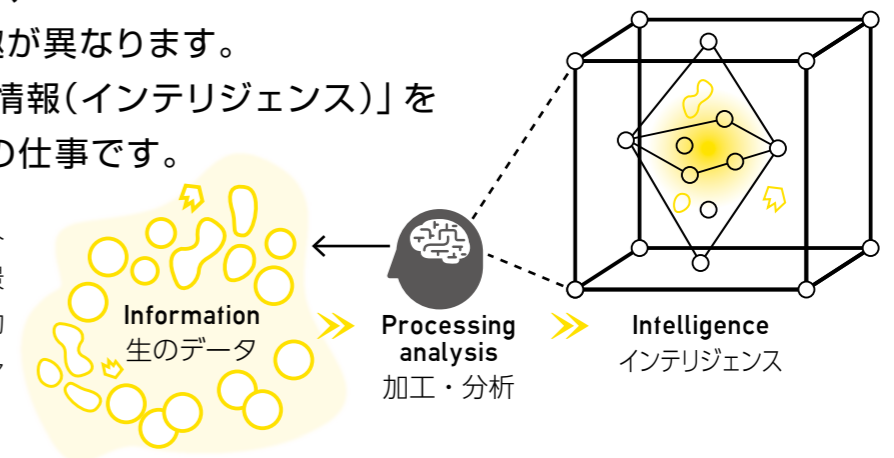 が異なります。
情報（インテリジェンス）」を
の仕事です。
Information
生のデータ
Processing
analysis
加工・分析
Intelligence
インテリジェンス